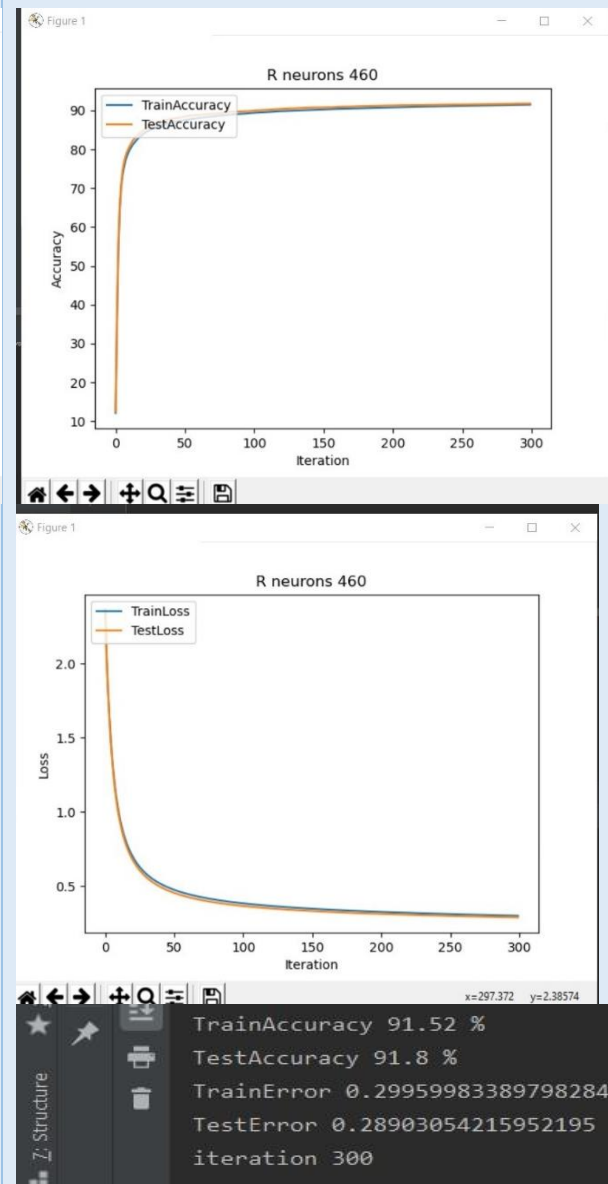 Figure 1
R neurons 460
TrainAccuracy
TestAccuracy
90
80
70
60
50
40
30
20
10
Accuracy
0 50 100 150 200 250 300
Iteration
Figure 1
R neurons 460
TrainLoss
TestLoss
2.0
1.5
1.0
0.5
Loss
0 50 100 150 200 250 300
Iteration
x=297.372 y=2.38574
7: Structure
TrainAccuracy 91.52 %
TestAccuracy 91.8 %
TrainError 0.29959983389798284
TestError 0.28903054215952195
iteration 300